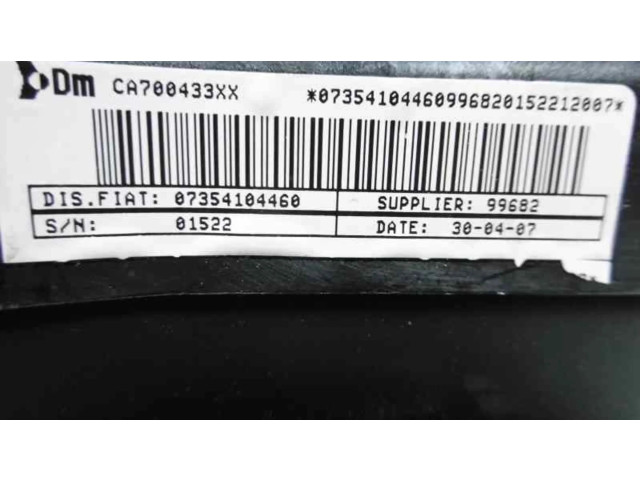 Dm CA700433XX *07354104460996820152212007*
DIS.FIAT: 07354104460 SUPPLIER: 99682
S/N: 01522 DATE: 30-04-07